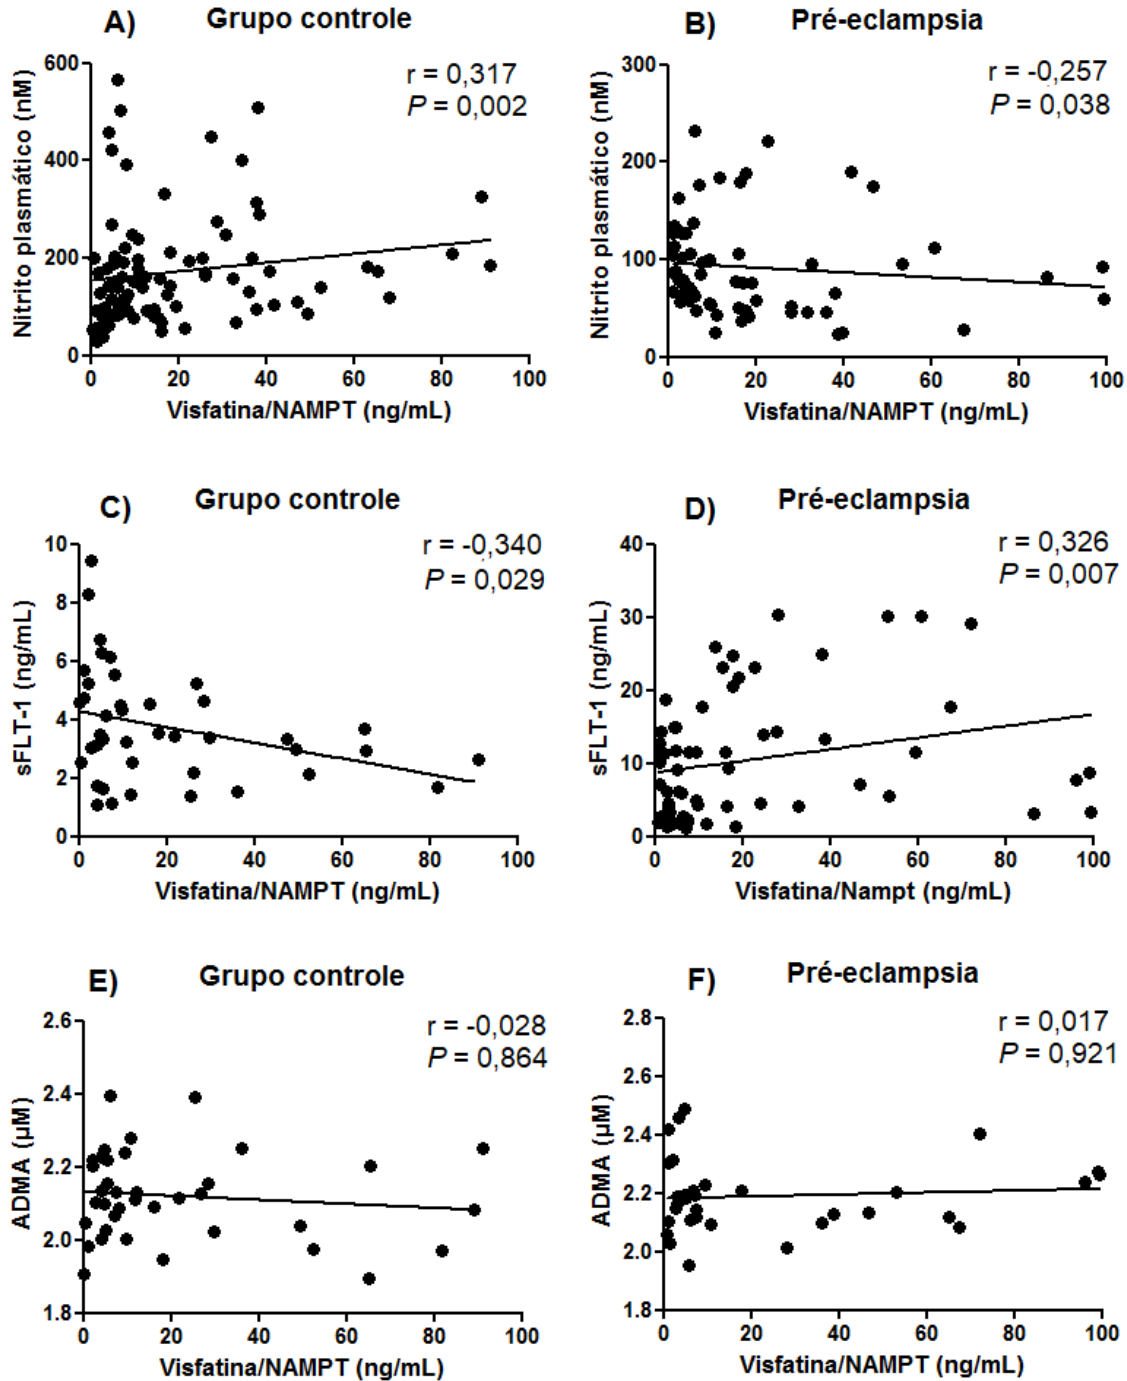 A) Grupo controle
r = 0,317
P = 0,002
Nitrito plasmático (nM)
600
400
200
0
0 20 40 60 80 100
Visfatina/NAMPT (ng/mL)
B) Pré-eclampsia
r = -0,257
P = 0,038
Nitrito plasmático (nM)
300
200
100
0
0 20 40 60 80 100
Visfatina/NAMPT (ng/mL)
C) Grupo controle
r = -0,340
P = 0,029
sFLT-1 (ng/mL)
10
8
6
4
2
0
0 20 40 60 80 100
Visfatina/NAMPT (ng/mL)
D) Pré-eclampsia
r = 0,326
P = 0,007
sFLT-1 (ng/mL)
40
30
20
10
0
0 20 40 60 80 100
Visfatina/Nampt (ng/mL)
E) Grupo controle
r = -0,028
P = 0,864
ADMA (µM)
2.6
2.4
2.2
2.0
1.8
0 20 40 60 80 100
Visfatina/NAMPT (ng/mL)
F) Pré-eclampsia
r = 0,017
P = 0,921
ADMA (µM)
2.8
2.6
2.4
2.2
2.0
1.8
0 20 40 60 80 100
Visfatina/NAMPT (ng/mL)